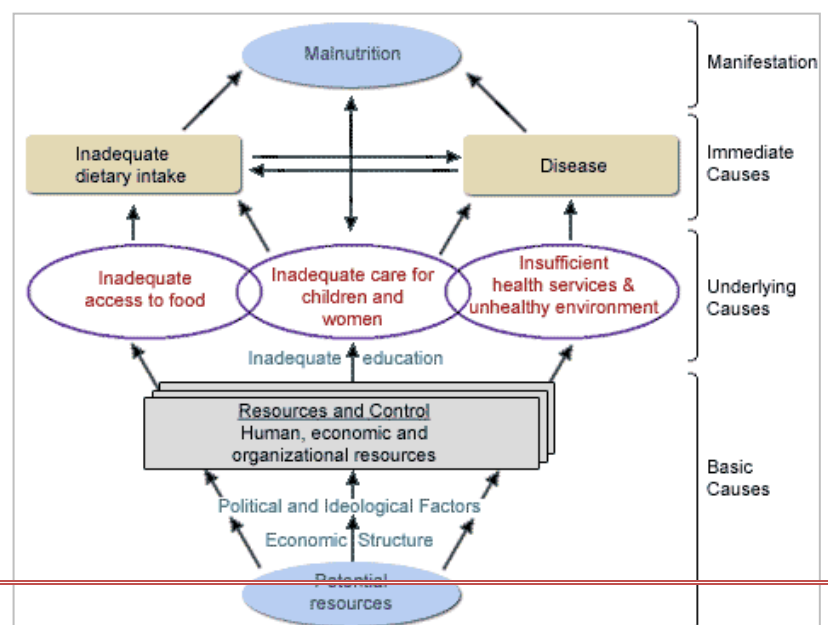 Malnutrition
Manifestation
Inadequate
dietary intake
Disease
Immediate
Causes
Inadequate
access to food
Inadequate care for
children and
women
Insufficient
health services &
unhealthy environment
Underlying
Causes
Inadequate education
Resources and Control
Human, economic and
organizational resources
Basic
Causes
Political and Ideological Factors
Economic Structure
Potential
resources